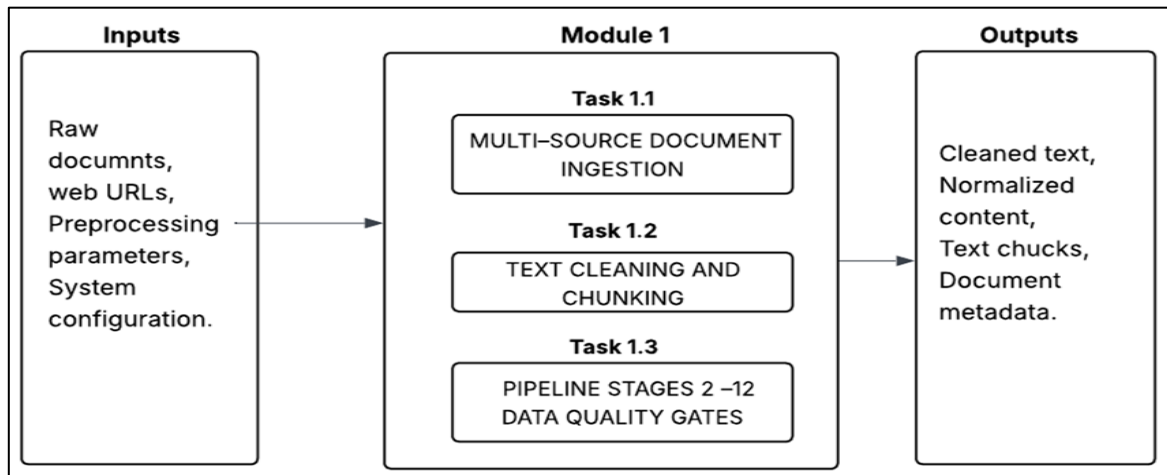 Inputs
Raw
documnts,
web URLs,
Preprocessing
parameters,
System
configuration.
Module 1
Task 1.1
MULTI–SOURCE DOCUMENT
INGESTION
Task 1.2
TEXT CLEANING AND
CHUNKING
Task 1.3
PIPELINE STAGES 2 –12
DATA QUALITY GATES
Outputs
Cleaned text,
Normalized
content,
Text chucks,
Document
metadata.